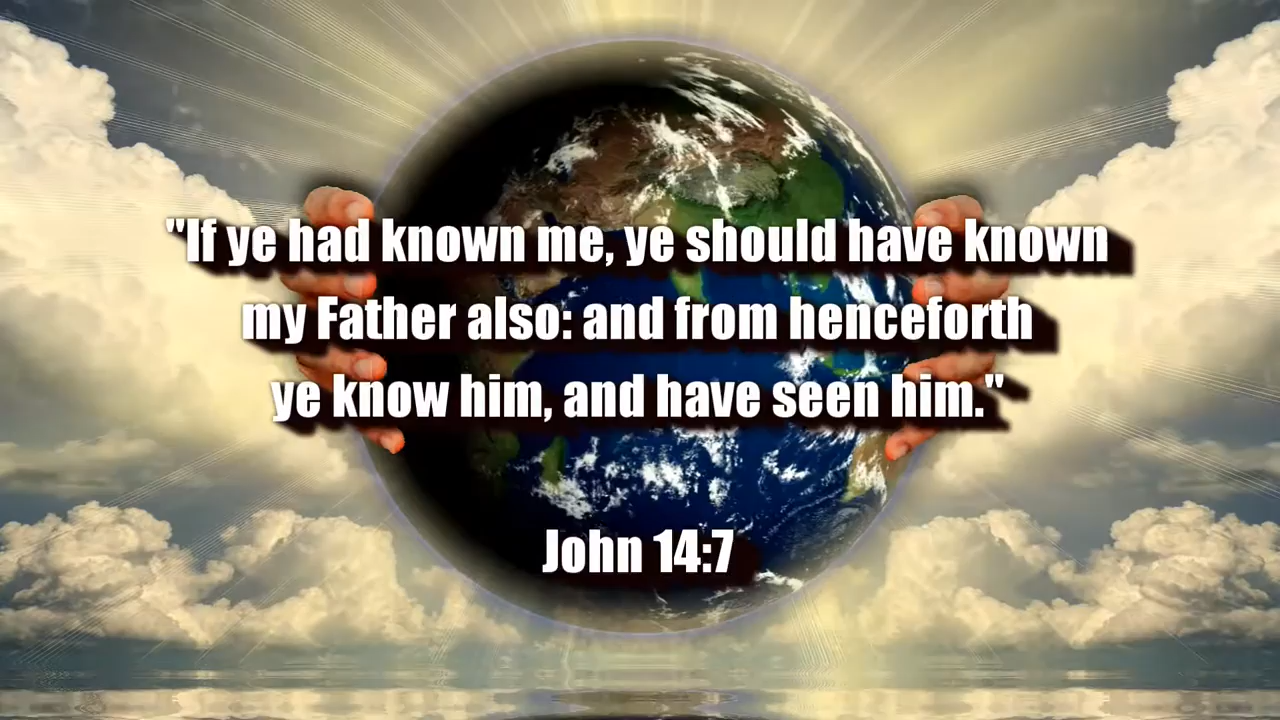 "If ye had known me, ye should have known
my Father also: and from henceforth
ye know him, and have seen him."
John 14:7